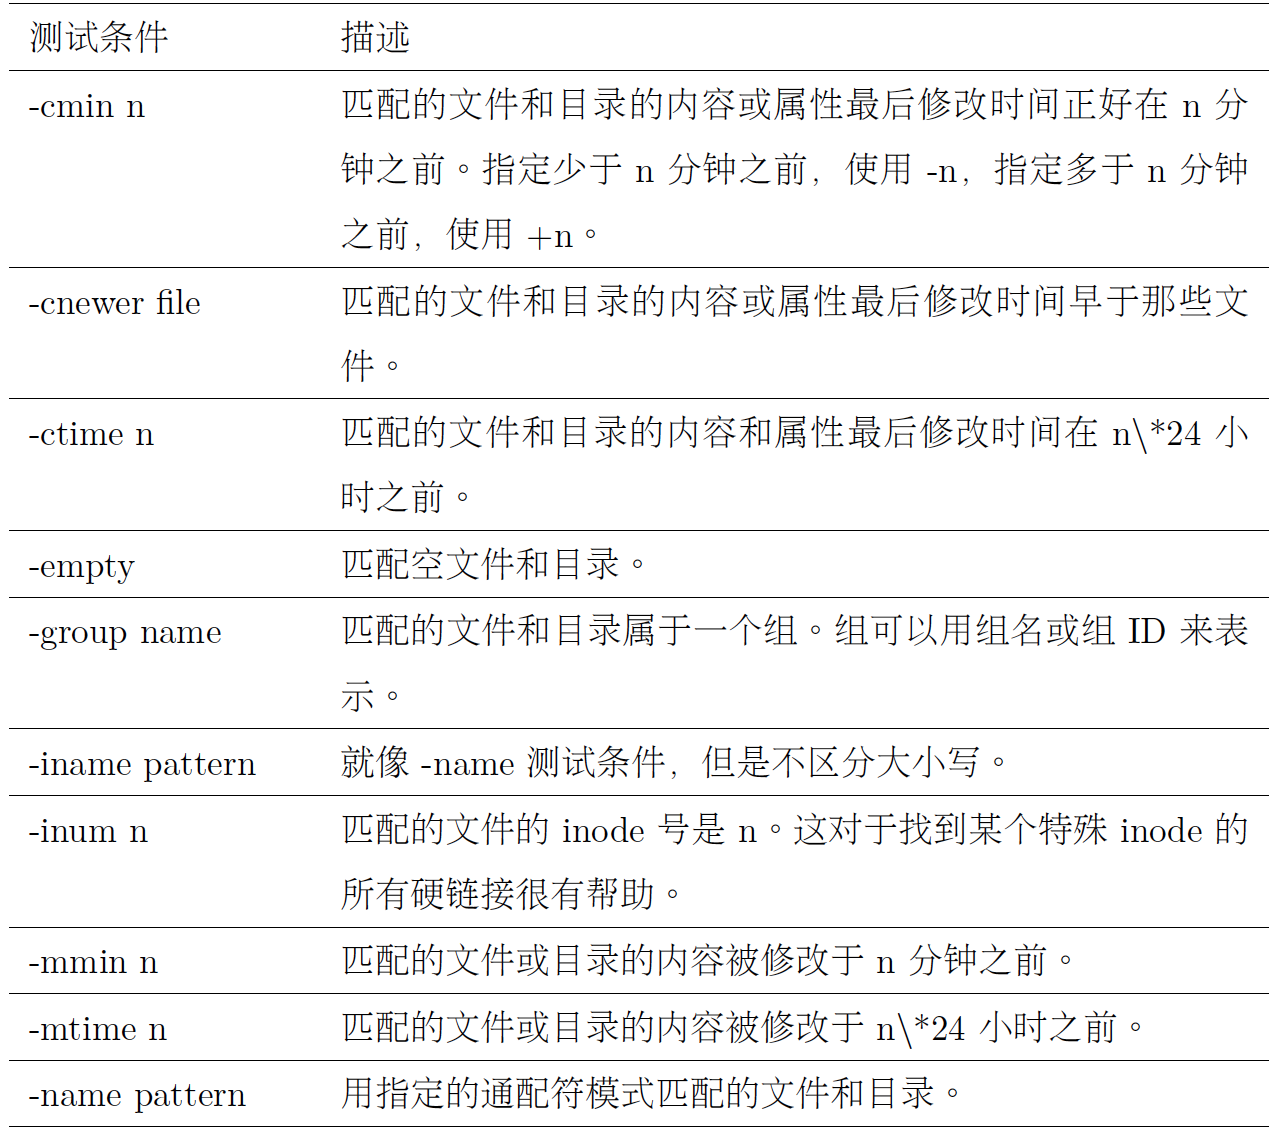 测试条件 描述
-cmin n 匹配的文件和目录的内容或属性最后修改时间正好在 n 分
钟之前。指定少于 n 分钟之前，使用 -n，指定多于 n 分钟
之前，使用 +n。
-cnewer file 匹配的文件和目录的内容或属性最后修改时间早于那些文
件。
-ctime n 匹配的文件和目录的内容和属性最后修改时间在 n\*24 小
时之前。
-empty 匹配空文件和目录。
-group name 匹配的文件和目录属于一个组。组可以用组名或组 ID 来表
示。
-iname pattern 就像 -name 测试条件，但是不区分大小写。
-inum n 匹配的文件的 inode 号是 n。这对于找到某个特殊 inode 的
所有硬链接很有帮助。
-mmin n 匹配的文件或目录的内容被修改于 n 分钟之前。
-mtime n 匹配的文件或目录的内容被修改于 n\*24 小时之前。
-name pattern 用指定的通配符模式匹配的文件和目录。